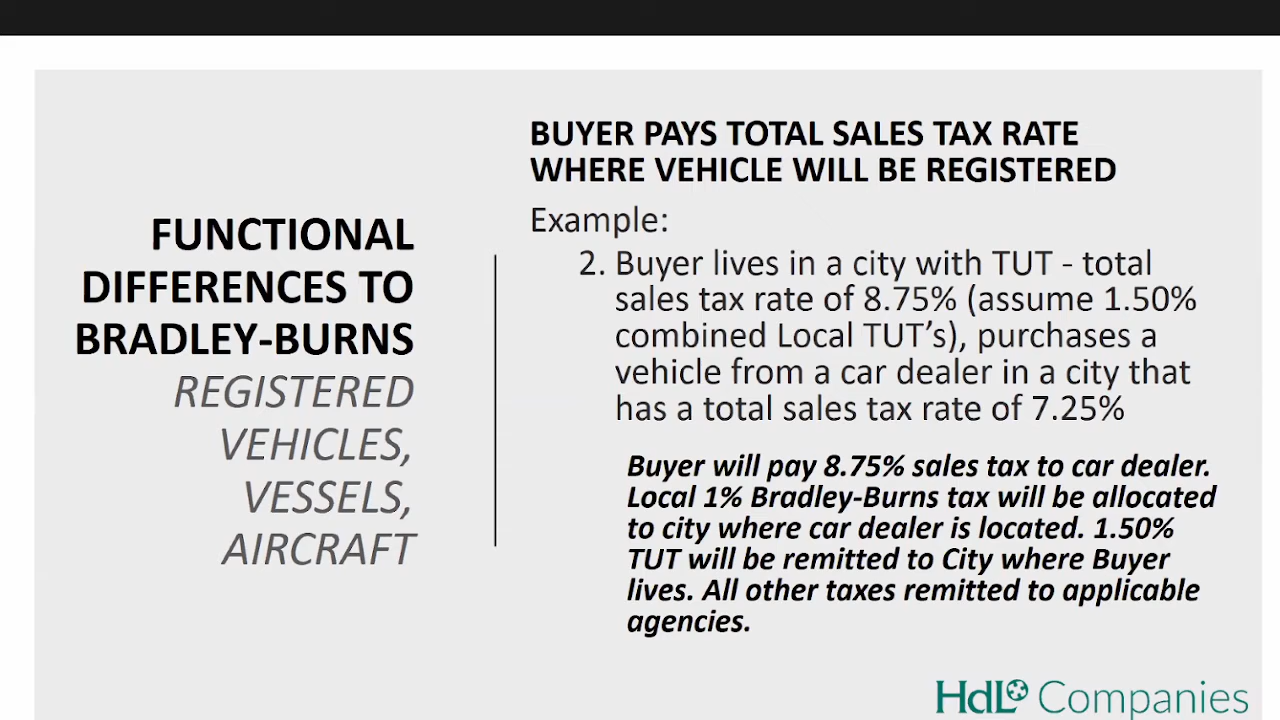 FUNCTIONAL
DIFFERENCES TO
BRADLEY-BURNS
REGISTERED
VEHICLES,
VESSELS,
AIRCRAFT
BUYER PAYS TOTAL SALES TAX RATE
WHERE VEHICLE WILL BE REGISTERED
Example:
2. Buyer lives in a city with TUT - total
sales tax rate of 8.75% (assume 1.50%
combined Local TUT’s), purchases a
vehicle from a car dealer in a city that
has a total sales tax rate of 7.25%
Buyer will pay 8.75% sales tax to car dealer.
Local 1% Bradley-Burns tax will be allocated
to city where car dealer is located. 1.50%
TUT will be remitted to City where Buyer
lives. All other taxes remitted to applicable
agencies.
HdL Companies